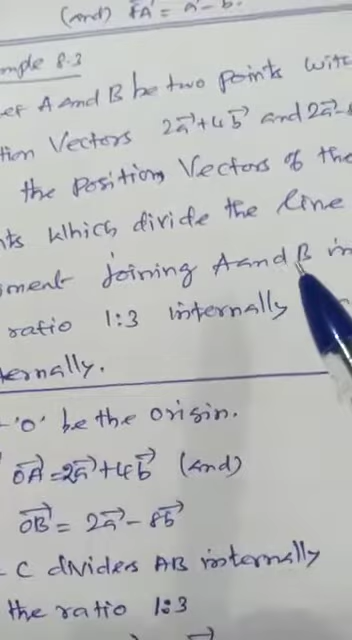 (and) = a - b.
mple 8.3
et A and B be two points with
tion Vectors 2a⃗+4b⃗ and 2a⃗-
the position Vectors of the
ts which divide the line
ment joining A and B in
ratio 1:3 internally
ternally.
'O' be the origin.
OA⃗ = 2a⃗+4b⃗ (and)
OB⃗ = 2a⃗ - 8b⃗
C divides AB internally
the ratio 1:3